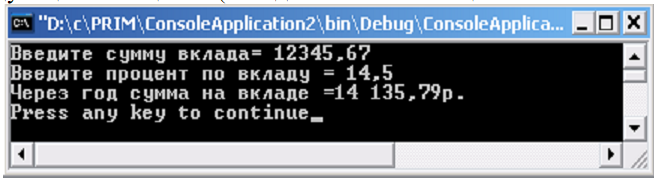 "D:\c\PRIM\ConsoleApplication2\bin\Debug\ConsoleApplica...
Введите сумму вклада= 12345,67
Введите процент по вкладу = 14,5
Через год сумма на вкладе =14 135,79р.
Press any key to continue_